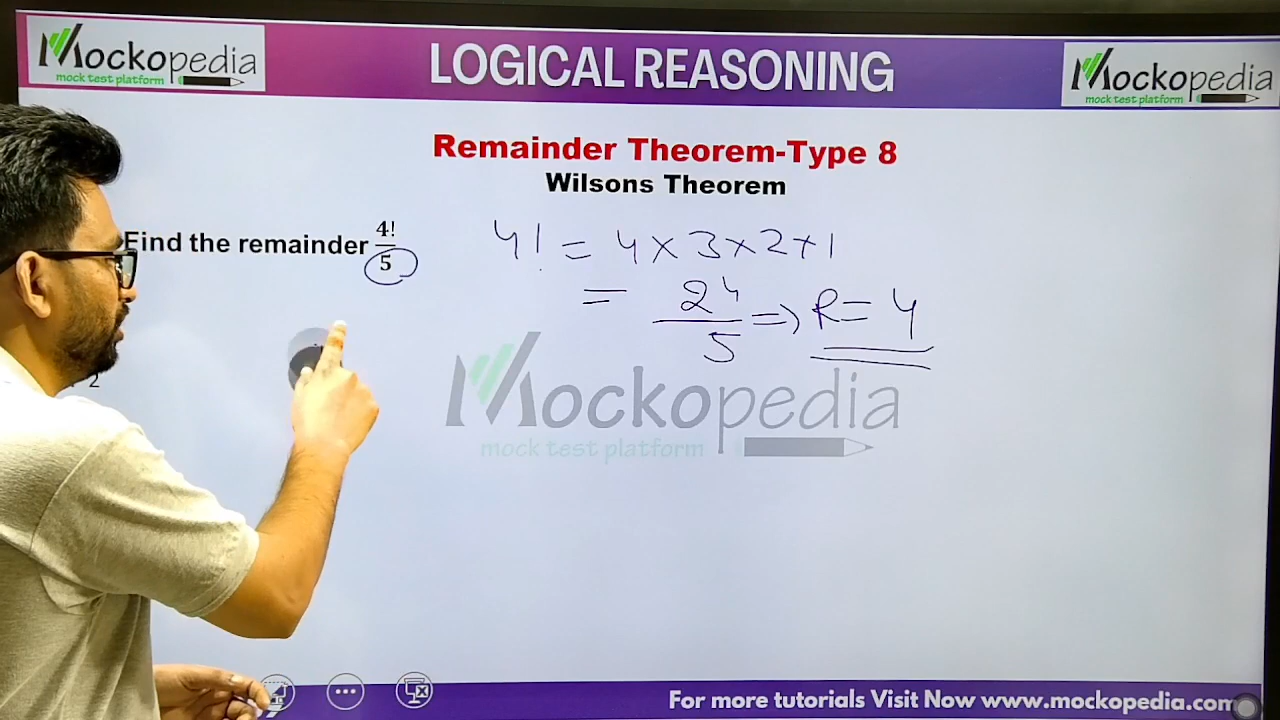 Mockopedia
mock test platform
LOGICAL REASONING
Mockopedia
mock test platform
Remainder Theorem-Type 8
Wilsons Theorem
Find the remainder 4!/5
4! = 4 × 3 × 2 × 1
= 24/5 ⇒ R = 4
2
Mockopedia
mock test platform
For more tutorials Visit Now www.mockopedia.com